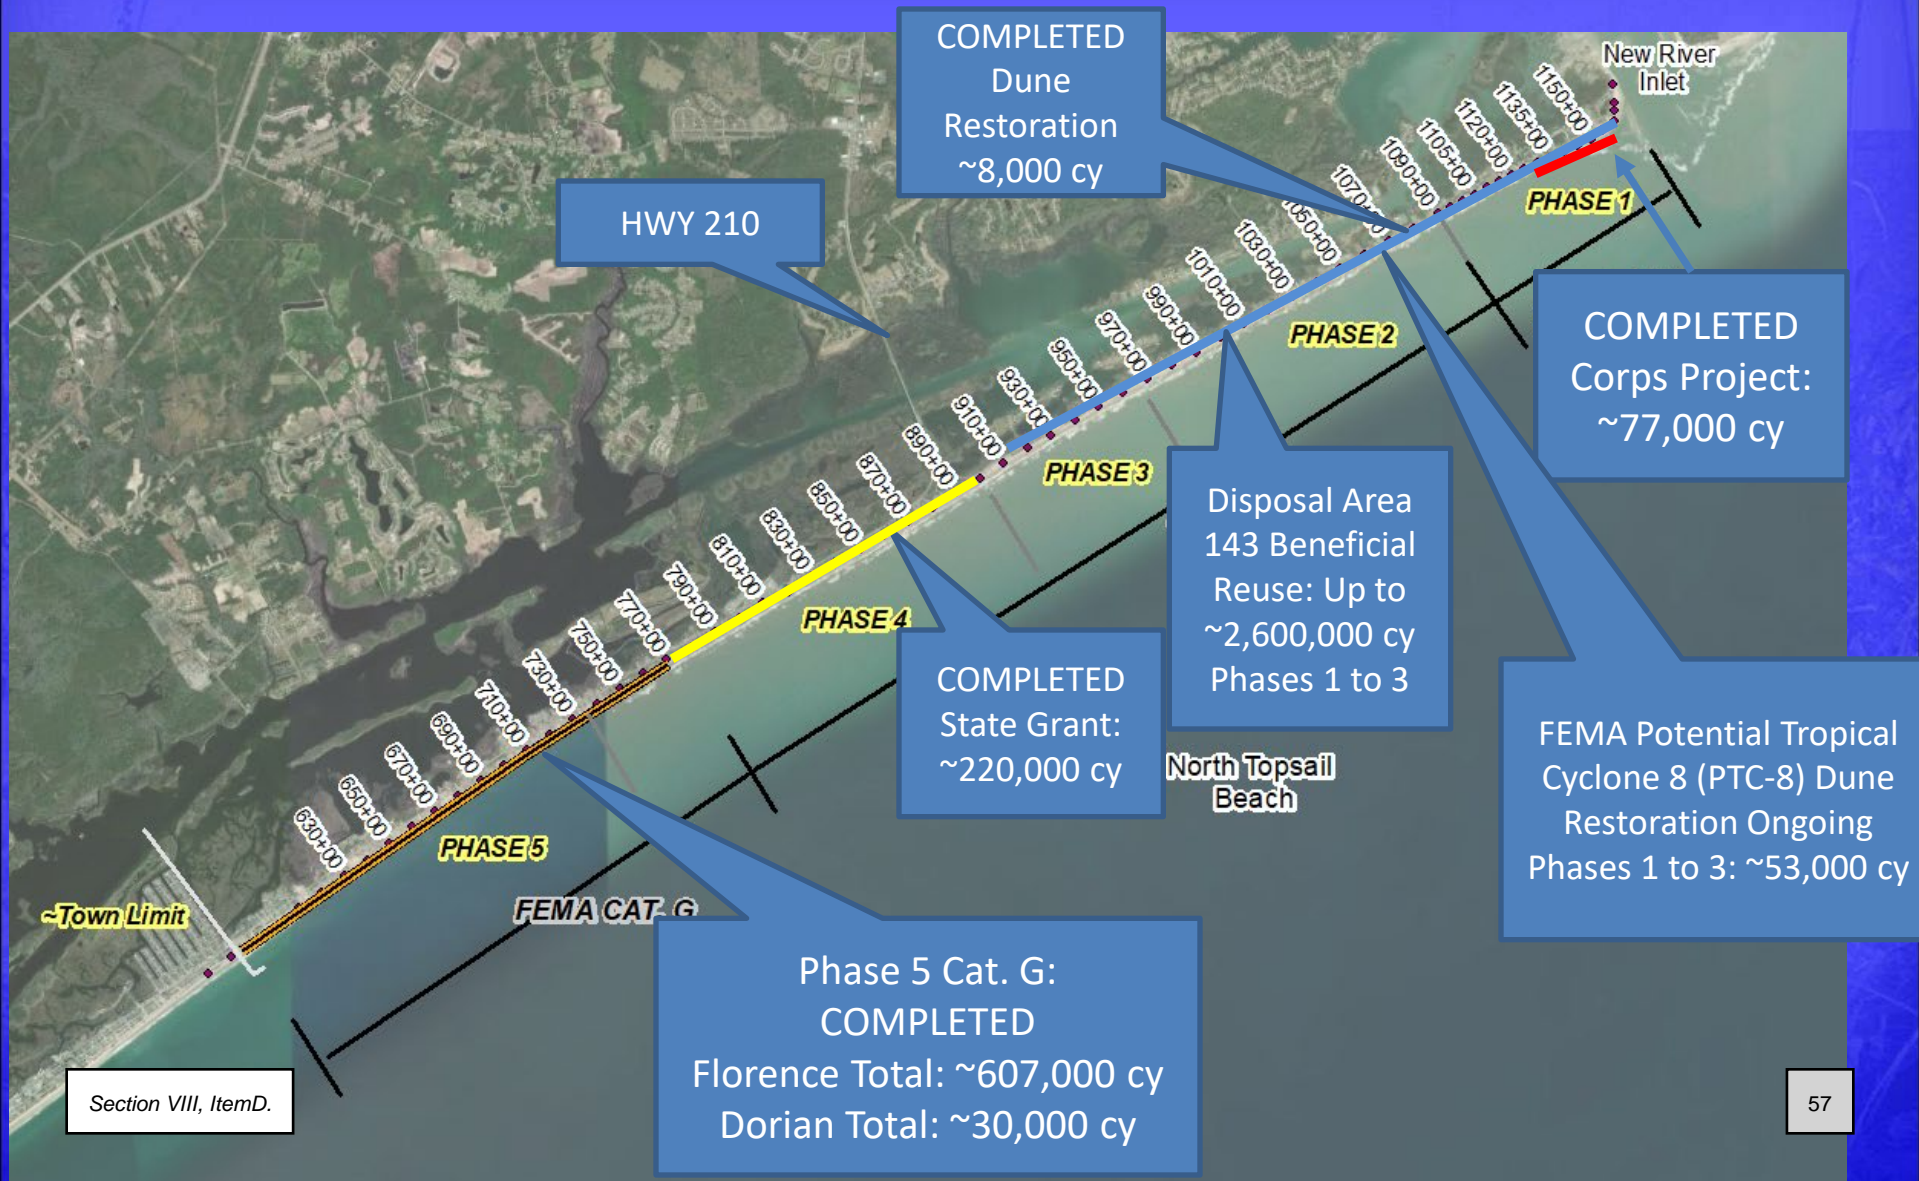 COMPLETED
Dune
Restoration
~8,000 cy
New River
Inlet
HWY 210
1150+00
1135+00
1120+00
1105+00
1090+00
1070+00
1050+00
1030+00
1010+00
990+00
970+00
950+00
930+00
910+00
890+00
870+00
850+00
830+00
810+00
790+00
770+00
750+00
730+00
710+00
690+00
670+00
650+00
630+00
PHASE 1
PHASE 2
PHASE 3
PHASE 4
PHASE 5
COMPLETED
Corps Project:
~77,000 cy
Disposal Area
143 Beneficial
Reuse: Up to
~2,600,000 cy
Phases 1 to 3
COMPLETED
State Grant:
~220,000 cy
North Topsail
Beach
FEMA Potential Tropical
Cyclone 8 (PTC-8) Dune
Restoration Ongoing
Phases 1 to 3: ~53,000 cy
~Town Limit
FEMA CAT. G
Phase 5 Cat. G:
COMPLETED
Florence Total: ~607,000 cy
Dorian Total: ~30,000 cy
Section VIII, ItemD.
57